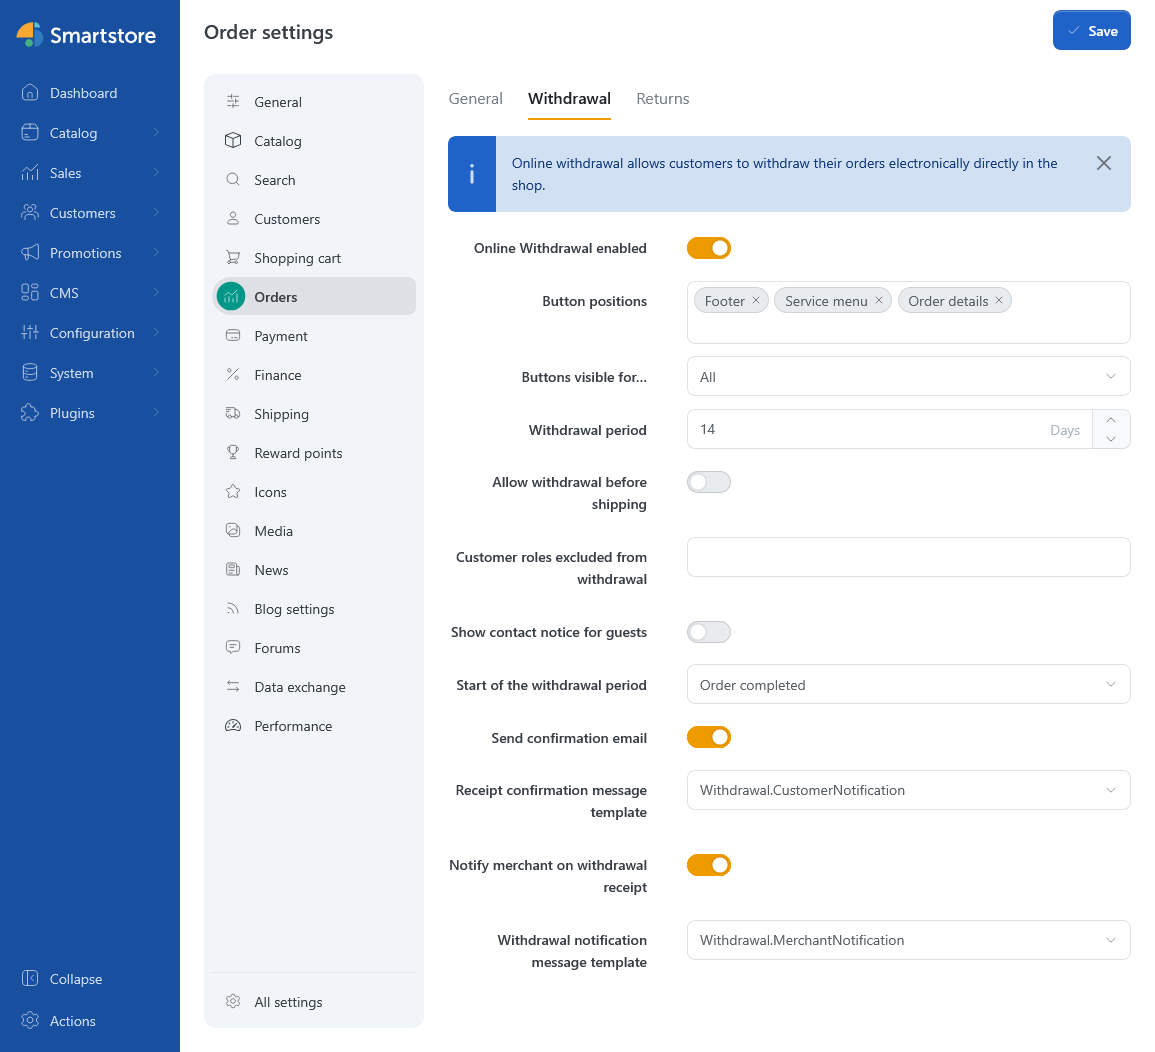 Smartstore
Dashboard
Catalog
Sales
Customers
Promotions
CMS
Configuration
System
Plugins
Collapse
Actions
Order settings
Save
General
Catalog
Search
Customers
Shopping cart
Orders
Payment
Finance
Shipping
Reward points
Icons
Media
News
Blog settings
Forums
Data exchange
Performance
All settings
General Withdrawal Returns
Online withdrawal allows customers to withdraw their orders electronically directly in the
shop.
Online Withdrawal enabled
Button positions
Footer Service menu Order details
Buttons visible for...
All
Withdrawal period
14 Days
Allow withdrawal before
shipping
Customer roles excluded from
withdrawal
Show contact notice for guests
Start of the withdrawal period
Order completed
Send confirmation email
Receipt confirmation message
template
Withdrawal.CustomerNotification
Notify merchant on withdrawal
receipt
Withdrawal notification
message template
Withdrawal.MerchantNotification